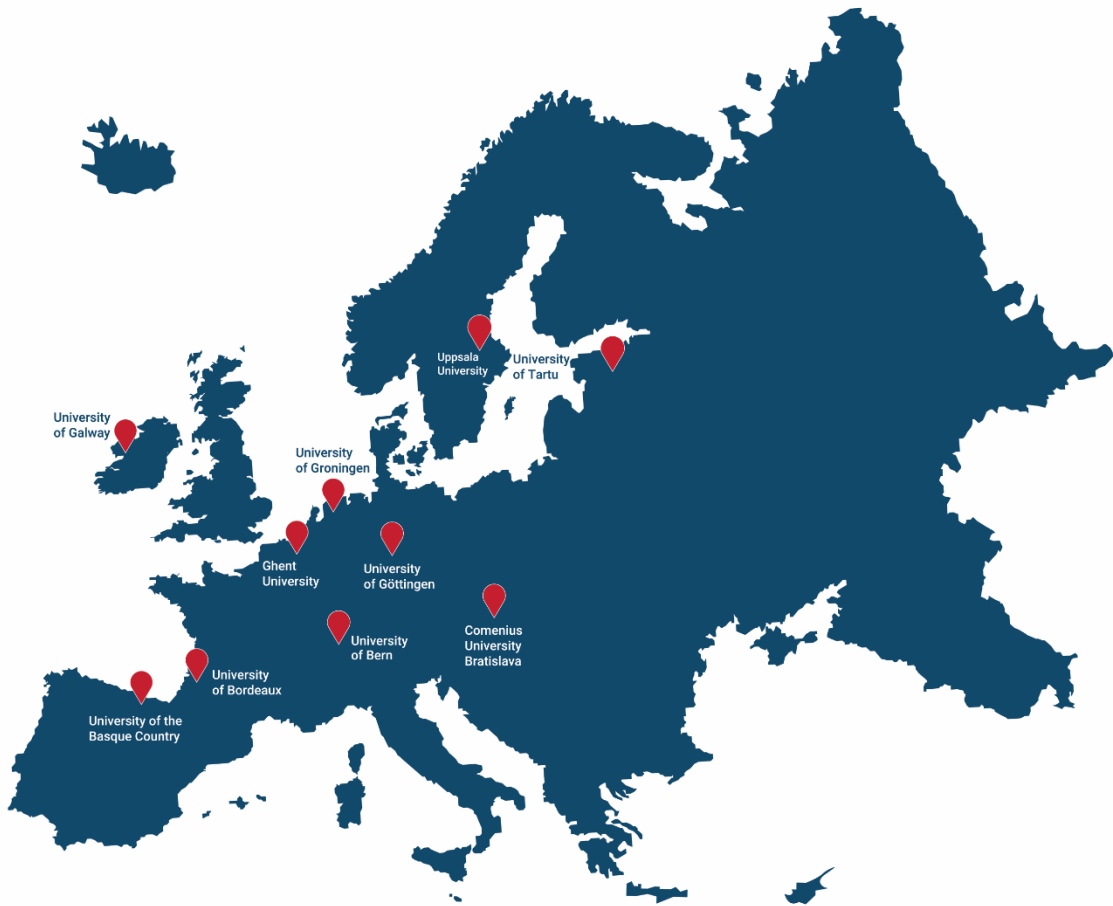 Uppsala
University
University
of Tartu
University
of Galway
University
of Groningen
Ghent
University
University
of Göttingen
Comenius
University
Bratislava
University
of Bern
University
of Bordeaux
University of the
Basque Country